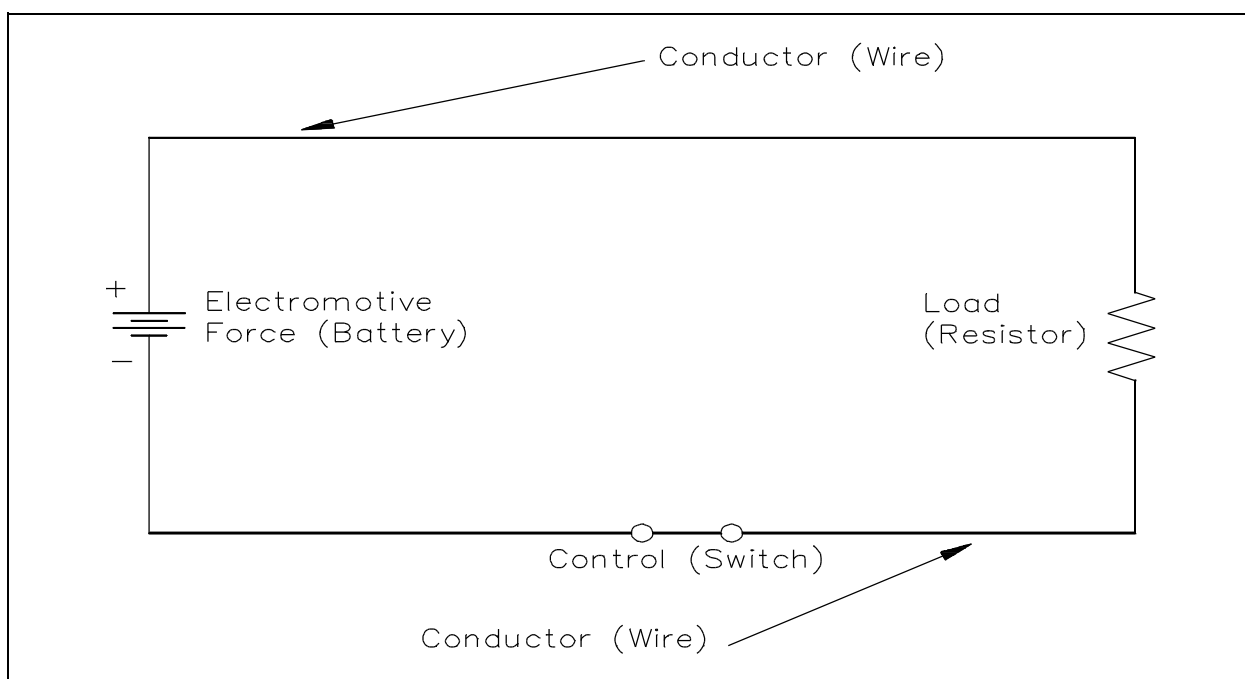 Conductor (Wire)
+
Electromotive
Force (Battery)
−
Load
(Resistor)
Control (Switch)
Conductor (Wire)